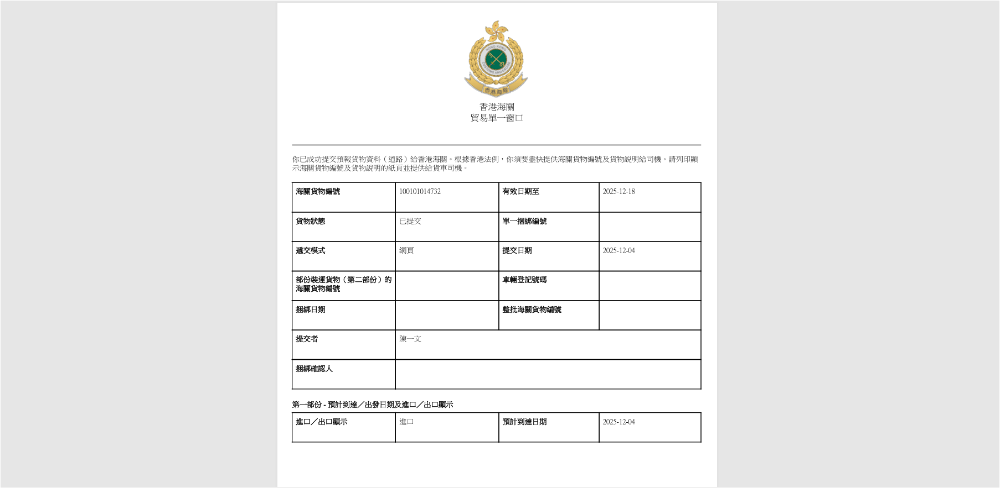 HONG KONG
CUSTOMS AND EXCISE
香港海關
香港海關
貿易單一窗口
你已成功提交預報貨物資料（道路）給香港海關。根據香港法例，你須要盡快提供海關貨物編號及貨物說明給司機。請列印顯
示海關貨物編號及貨物說明的紙頁並提供給貨車司機。
海關貨物編號 100101014732 有效日期至 2025-12-18
貨物狀態 已提交 單一捆綁編號
遞交模式 網頁 提交日期 2025-12-04
部份裝運貨物（第二部份）的
海關貨物編號 車輛登記號碼
捆綁日期 整批海關貨物編號
提交者 陳一文
捆綁確認人
第一部份 - 預計到達／出發日期及進口／出口顯示
進口／出口顯示 進口 預計到達日期 2025-12-04